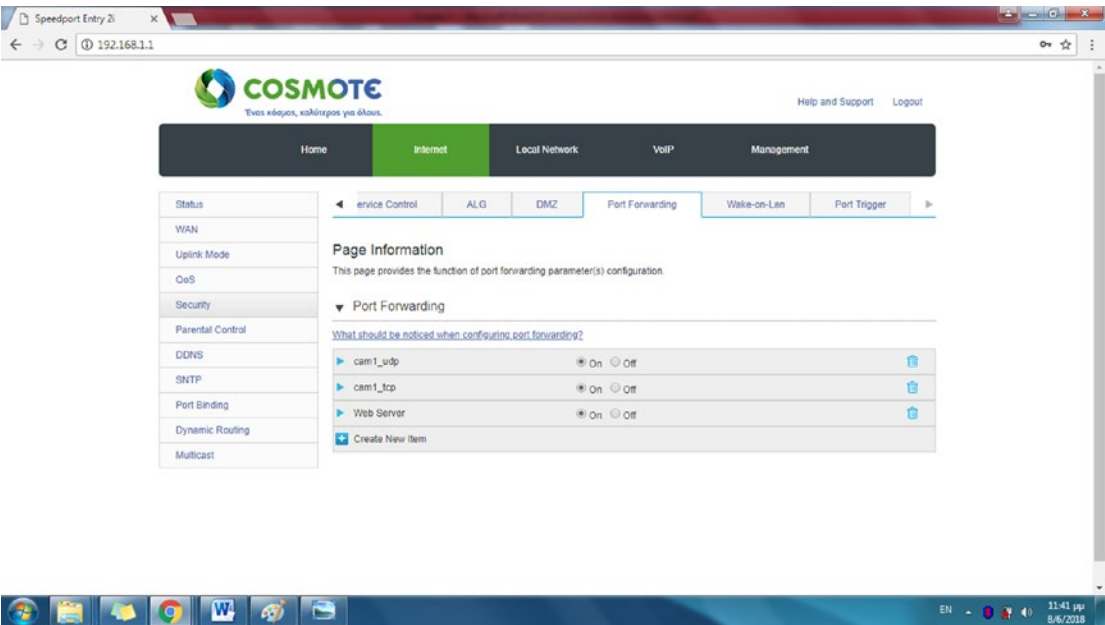 Speedport Entry 2i
192.168.1.1
COSMOTE
Ένας κόσμος, καλύτερος για όλους.
Help and Support Logout
Home Internet Local Network VoIP Management
Status
WAN
Uplink Mode
QoS
Security
Parental Control
DDNS
SNTP
Port Binding
Dynamic Routing
Multicast
ervice Control ALG DMZ Port Forwarding Wake-on-Lan Port Trigger
Page Information
This page provides the function of port forwarding parameter(s) configuration.
Port Forwarding
What should be noticed when configuring port forwarding?
cam1_udp On Off
cam1_tcp On Off
Web Server On Off
Create New Item
EN 11:41 μμ
8/6/2018